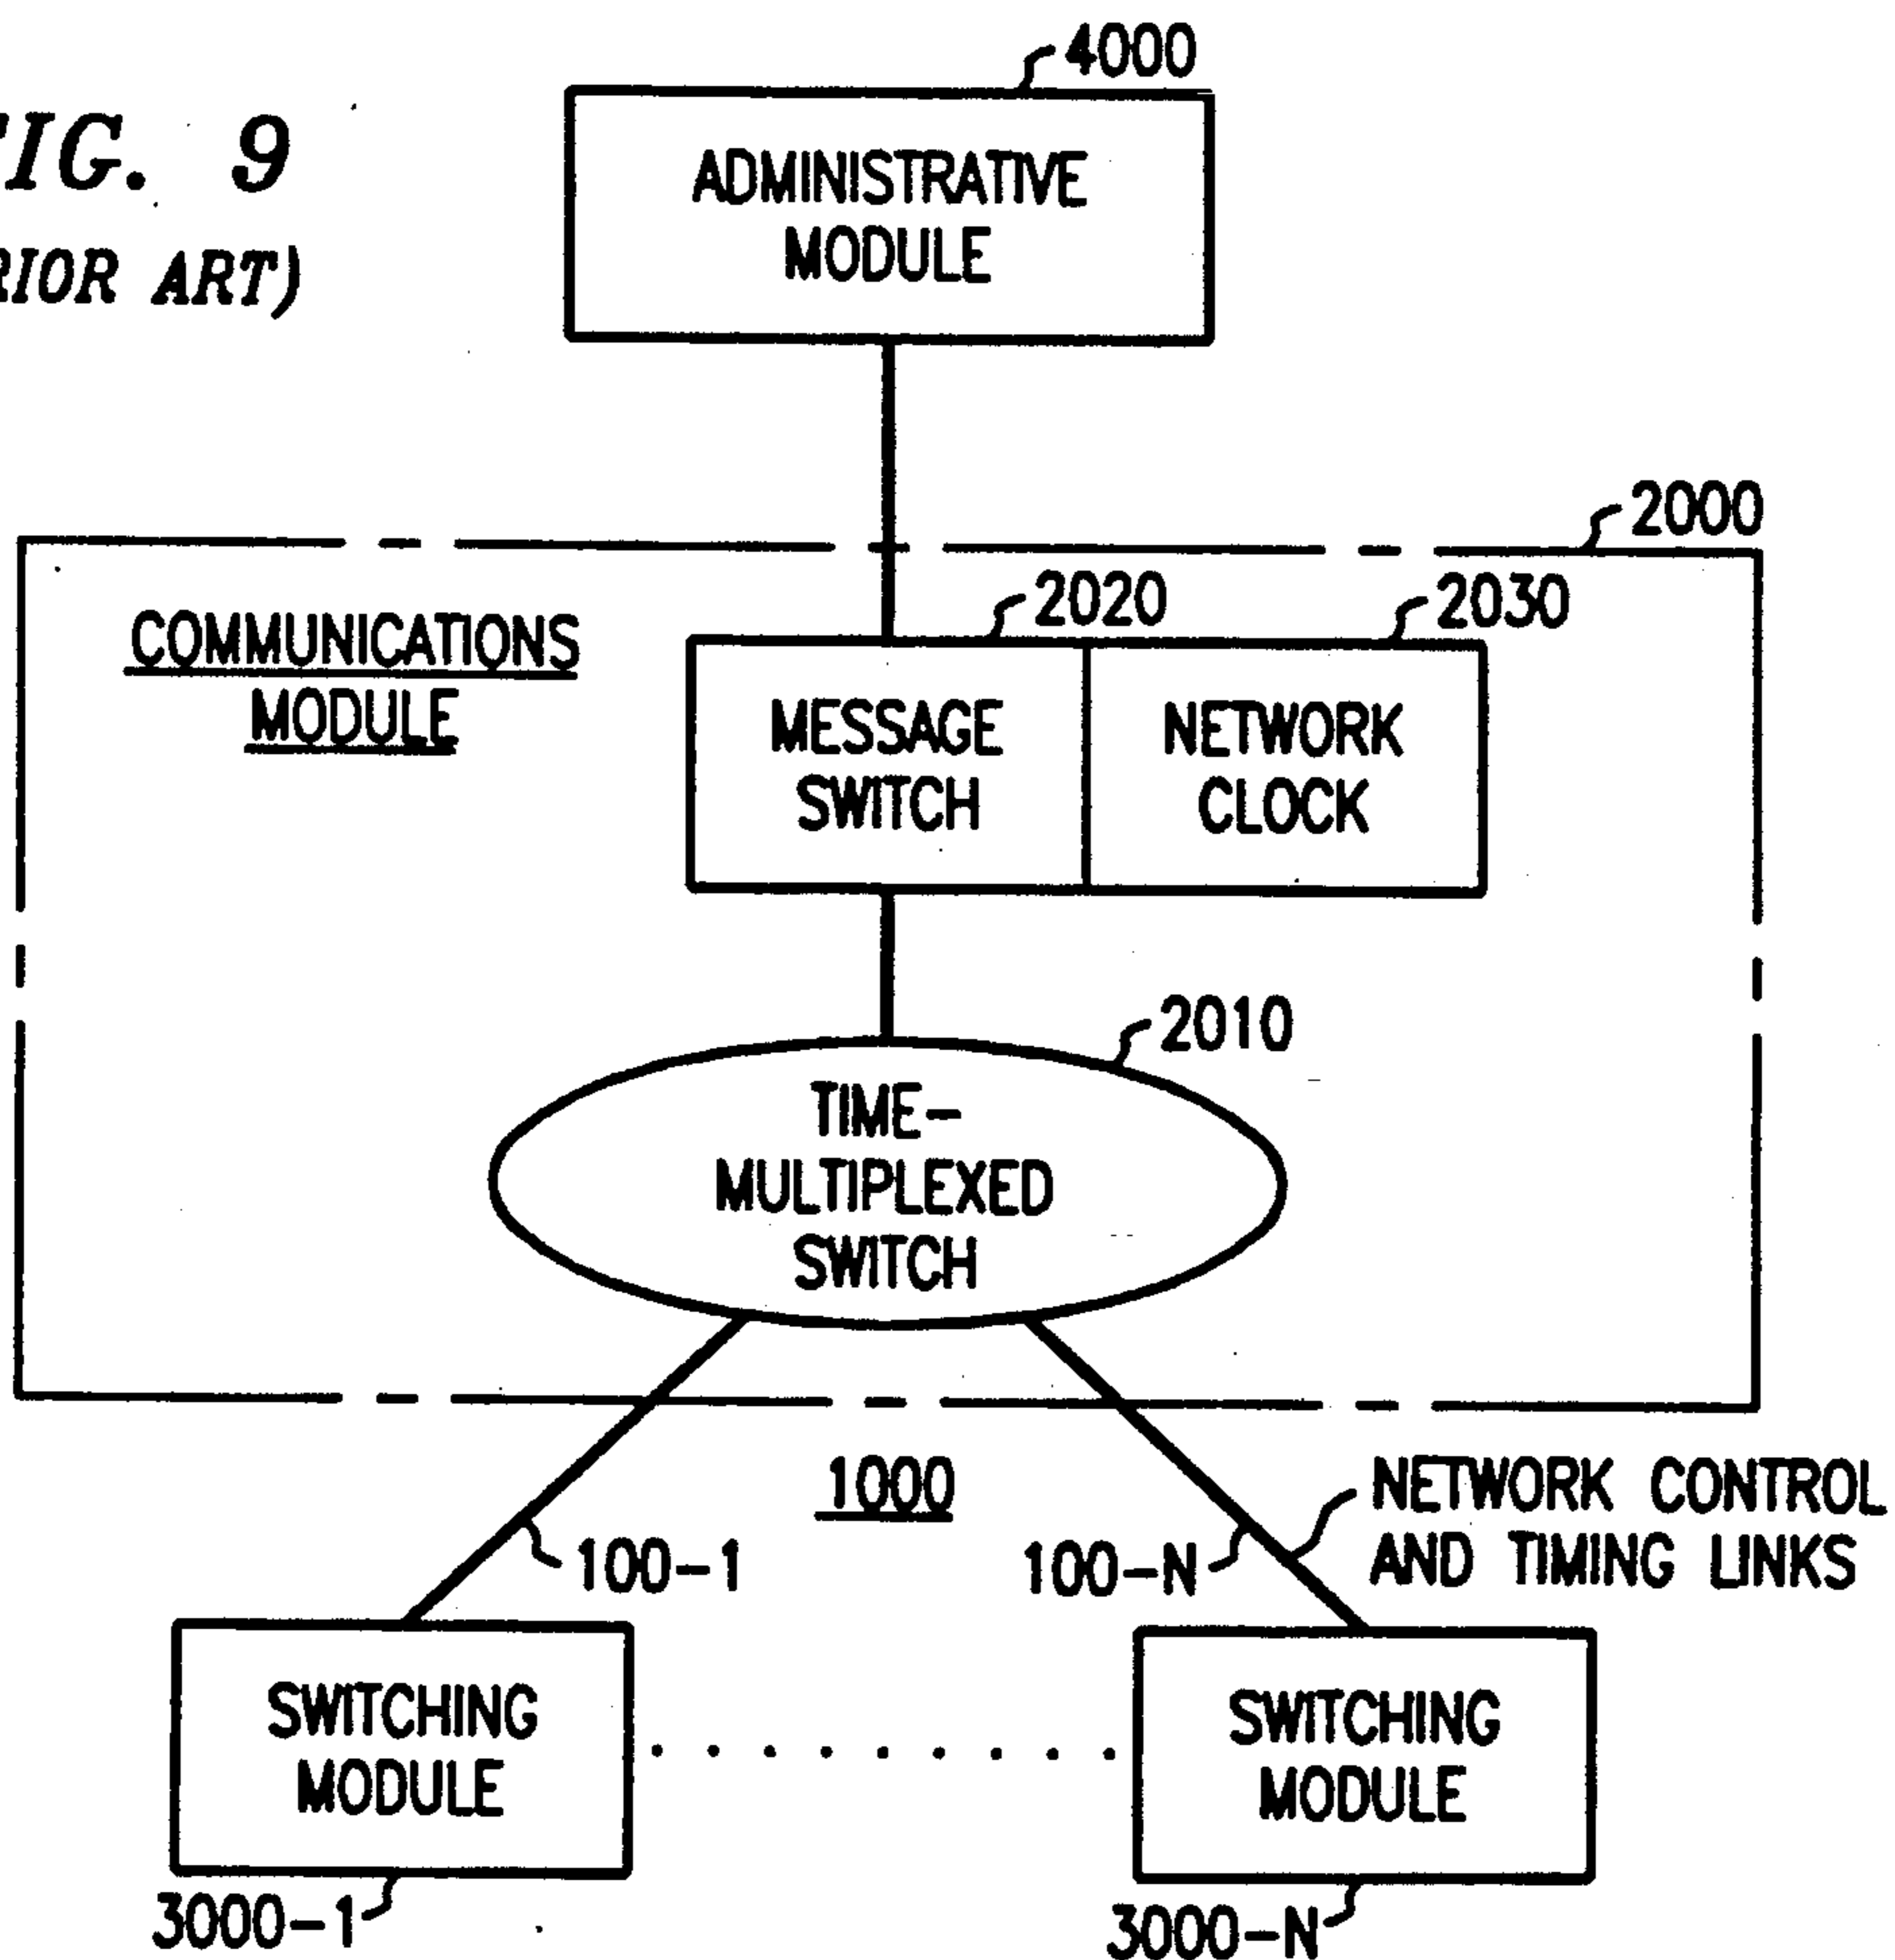 4000
FIG. 9
RIOR ART)
ADMINISTRATIVE
MODULE
2000
COMMUNICATIONS
MODULE
2020
2030
MESSAGE
SWITCH
NETWORK
CLOCK
2010
TIME-
MULTIPLEXED
SWITCH
1000
100-1
100-N
NETWORK CONTROL
AND TIMING LINKS
SWITCHING
MODULE
SWITCHING
MODULE
3000-1
3000-N